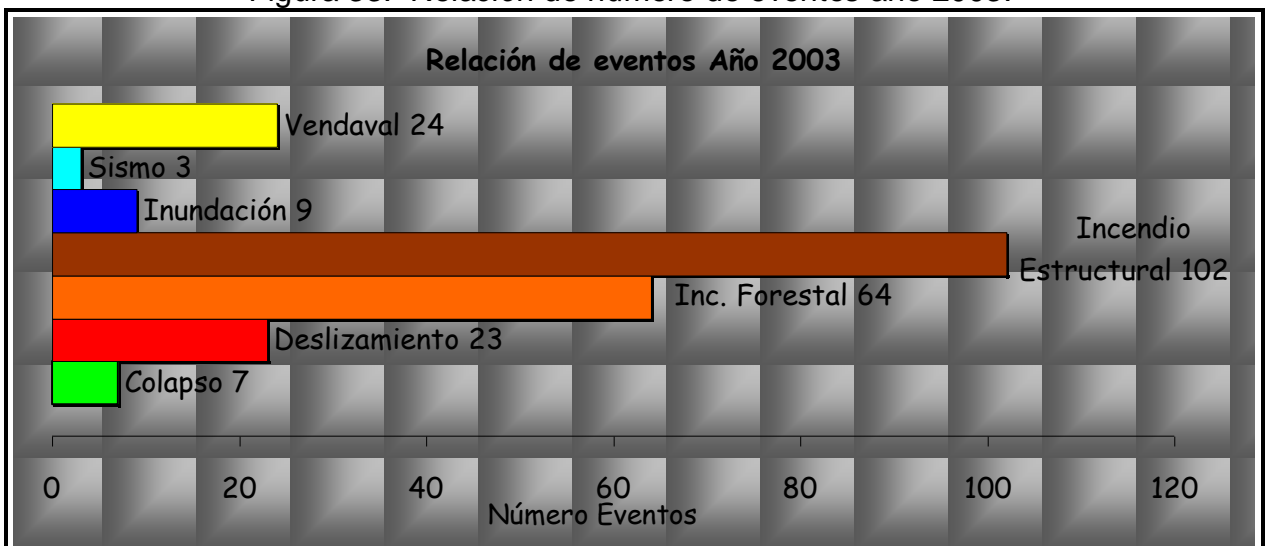 Relación de eventos Año 2003
Vendaval 24
Sismo 3
Inundación 9
Incendio
Estructural 102
Inc. Forestal 64
Deslizamiento 23
Colapso 7
0 20 40 60 80 100 120
Número Eventos